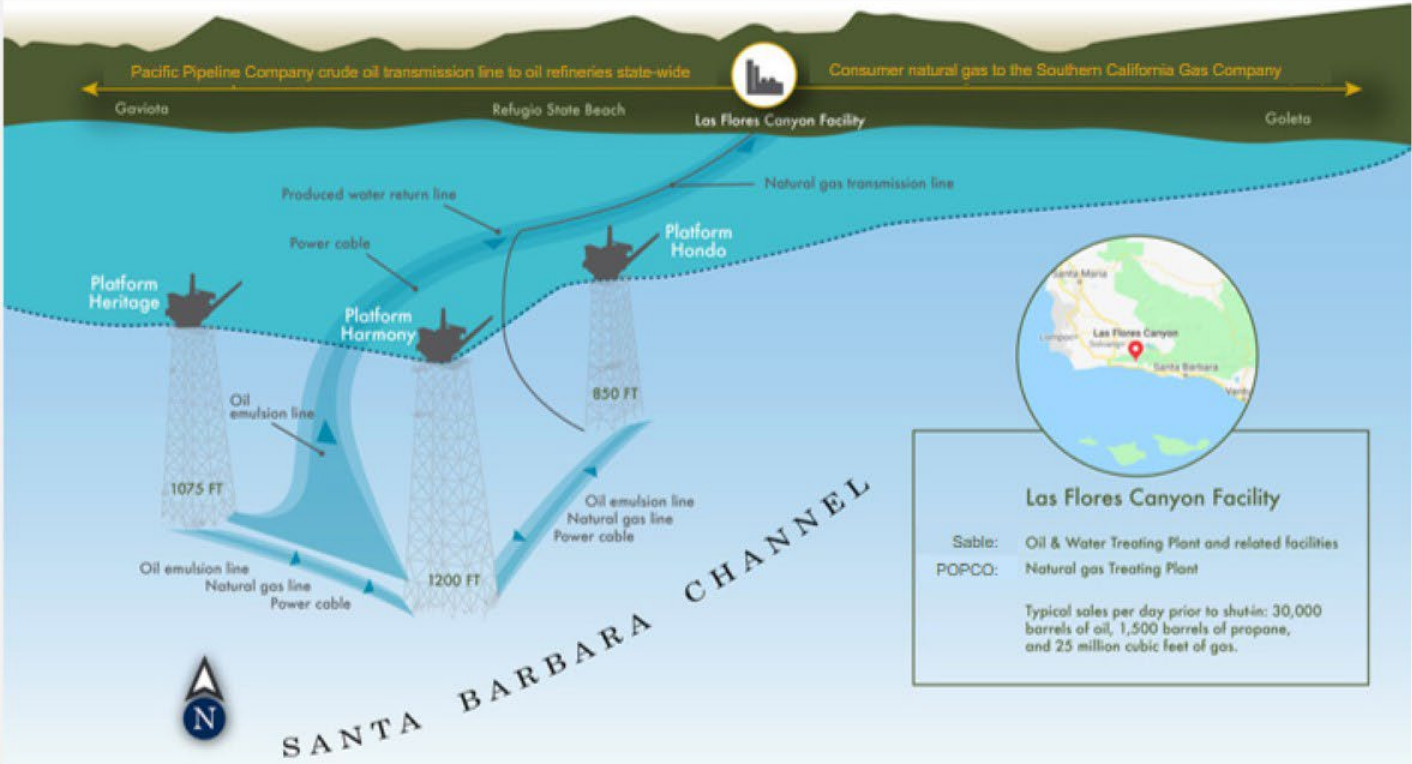 Pacific Pipeline Company crude oil transmission line to oil refineries state-wide
Consumer natural gas to the Southern California Gas Company
Gaviota
Refugio State Beach
Las Flores Canyon Facility
Goleta
Produced water return line
Natural gas transmission line
Power cable
Platform
Hondo
Platform
Heritage
Platform
Harmony
Oil
emulsion line
850 FT
1075 FT
1200 FT
Oil emulsion line
Natural gas line
Power cable
Oil emulsion line
Natural gas line
Power cable
SANTA BARBARA CHANNEL
N
Santa Maria
Lompoc
Las Flores Canyon
Solvang
Santa Barbara
Las Flores Canyon Facility
Sable: Oil & Water Treating Plant and related facilities
POPCO: Natural gas Treating Plant
Typical sales per day prior to shut-in: 30,000
barrels of oil, 1,500 barrels of propane,
and 25 million cubic feet of gas.